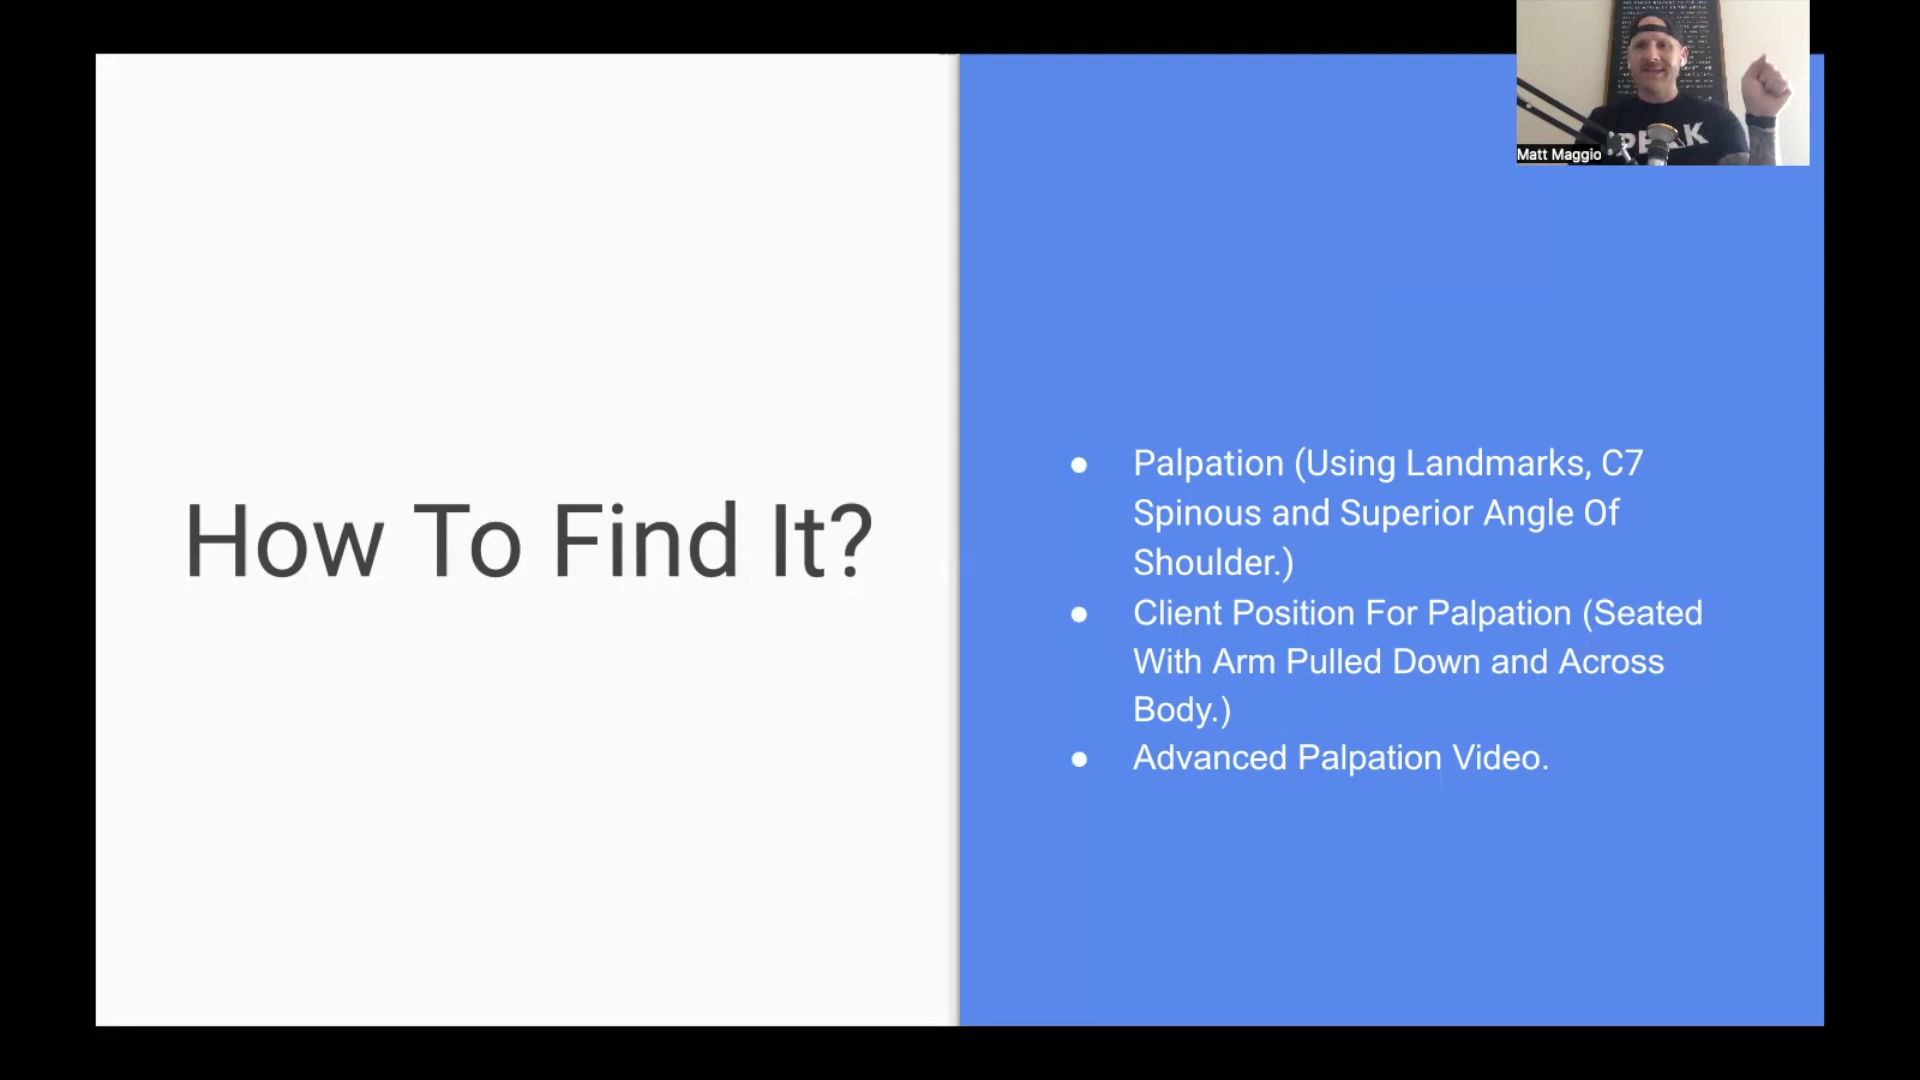 How To Find It?
● Palpation (Using Landmarks, C7
Spinous and Superior Angle Of
Shoulder.)
● Client Position For Palpation (Seated
With Arm Pulled Down and Across
Body.)
● Advanced Palpation Video.
Matt Maggio